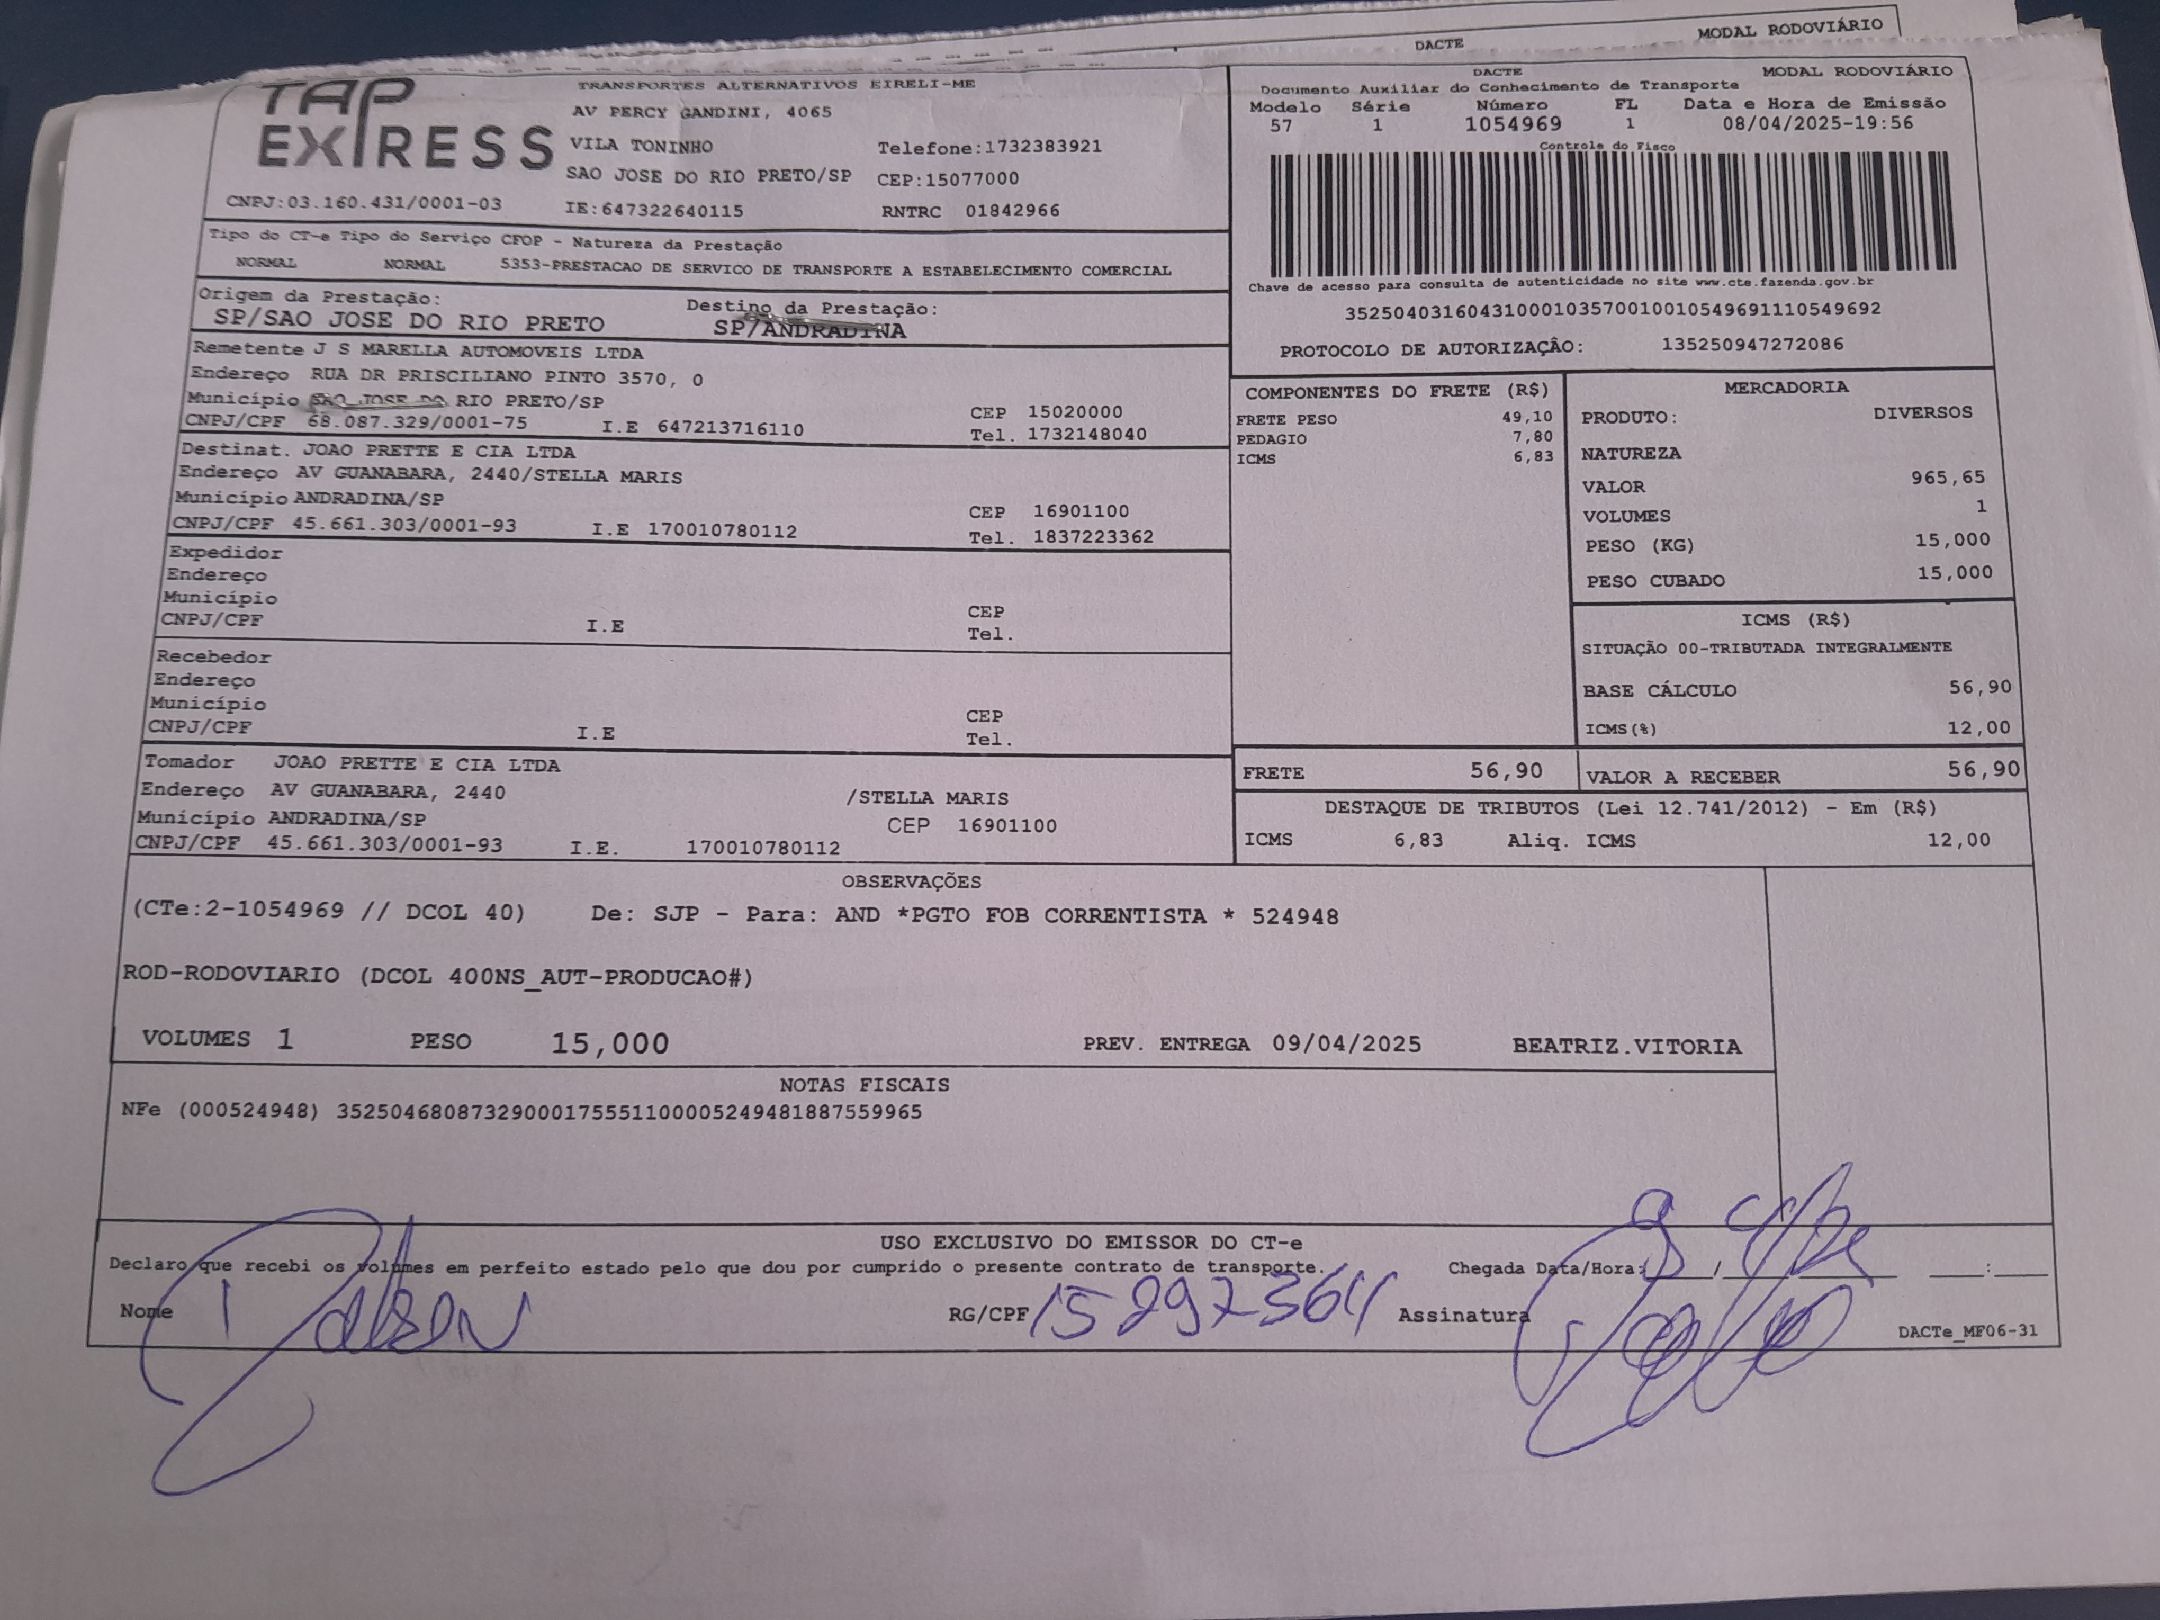 DACTE MODAL RODOVIÁRIO
TAP EXPRESS
TRANSPORTES ALTERNATIVOS EIRELI-ME
AV PERCY GANDINI, 4065
VILA TONINHO Telefone:1732383921
SAO JOSE DO RIO PRETO/SP CEP:15077000
CNPJ:03.160.431/0001-03 IE:647322640115 RNTRC 01842966
DACTE MODAL RODOVIÁRIO
Documento Auxiliar do Conhecimento de Transporte
Modelo Série Número FL Data e Hora de Emissão
57 1 1054969 1 08/04/2025-19:56
Controle do Fisco
Chave de acesso para consulta de autenticidade no site www.cte.fazenda.gov.br
35250403160431000103570010010549691110549692
PROTOCOLO DE AUTORIZAÇÂO: 135250947272086
Tipo do CT-e Tipo do Serviço CFOP - Natureza da Prestação
NORMAL NORMAL 5353-PRESTACAO DE SERVICO DE TRANSPORTE A ESTABELECIMENTO COMERCIAL
Origem da Prestação: Destino da Prestação:
SP/SAO JOSE DO RIO PRETO SP/ANDRADINA
Remetente J S MARELLA AUTOMOVEIS LTDA
Endereço RUA DR PRISCILIANO PINTO 3570, 0
Município SAO JOSE DO RIO PRETO/SP CEP 15020000
CNPJ/CPF 68.087.329/0001-75 I.E 647213716110 Tel. 1732148040
Destinat. JOAO PRETTE E CIA LTDA
Endereço AV GUANABARA, 2440/STELLA MARIS
Município ANDRADINA/SP CEP 16901100
CNPJ/CPF 45.661.303/0001-93 I.E 170010780112 Tel. 1837223362
Expedidor
Endereço
Município CEP
CNPJ/CPF I.E Tel.
Recebedor
Endereço
Município CEP
CNPJ/CPF I.E Tel.
Tomador JOAO PRETTE E CIA LTDA
Endereço AV GUANABARA, 2440 /STELLA MARIS
Município ANDRADINA/SP CEP 16901100
CNPJ/CPF 45.661.303/0001-93 I.E. 170010780112
COMPONENTES DO FRETE (R$)
FRETE PESO 49,10
PEDAGIO 7,80
ICMS 6,83
MERCADORIA
PRODUTO: DIVERSOS
NATUREZA
VALOR 965,65
VOLUMES 1
PESO (KG) 15,000
PESO CUBADO 15,000
ICMS (R$)
SITUAÇÃO 00-TRIBUTADA INTEGRALMENTE
BASE CÁLCULO 56,90
ICMS(%) 12,00
FRETE 56,90 VALOR A RECEBER 56,90
DESTAQUE DE TRIBUTOS (Lei 12.741/2012) - Em (R$)
ICMS 6,83 Aliq. ICMS 12,00
OBSERVAÇÕES
(CTe:2-1054969 // DCOL 40) De: SJP - Para: AND *PGTO FOB CORRENTISTA * 524948
ROD-RODOVIARIO (DCOL 400NS_AUT-PRODUCAO#)
VOLUMES 1 PESO 15,000 PREV. ENTREGA 09/04/2025 BEATRIZ.VITORIA
NOTAS FISCAIS
NFe (000524948) 35250468087329000175551100005249481887559965
USO EXCLUSIVO DO EMISSOR DO CT-e
Declaro que recebi os volumes em perfeito estado pelo que dou por cumprido o presente contrato de transporte. Chegada Data/Hora: / :
Nome RG/CPF Assinatura
DACTe_MF06-31